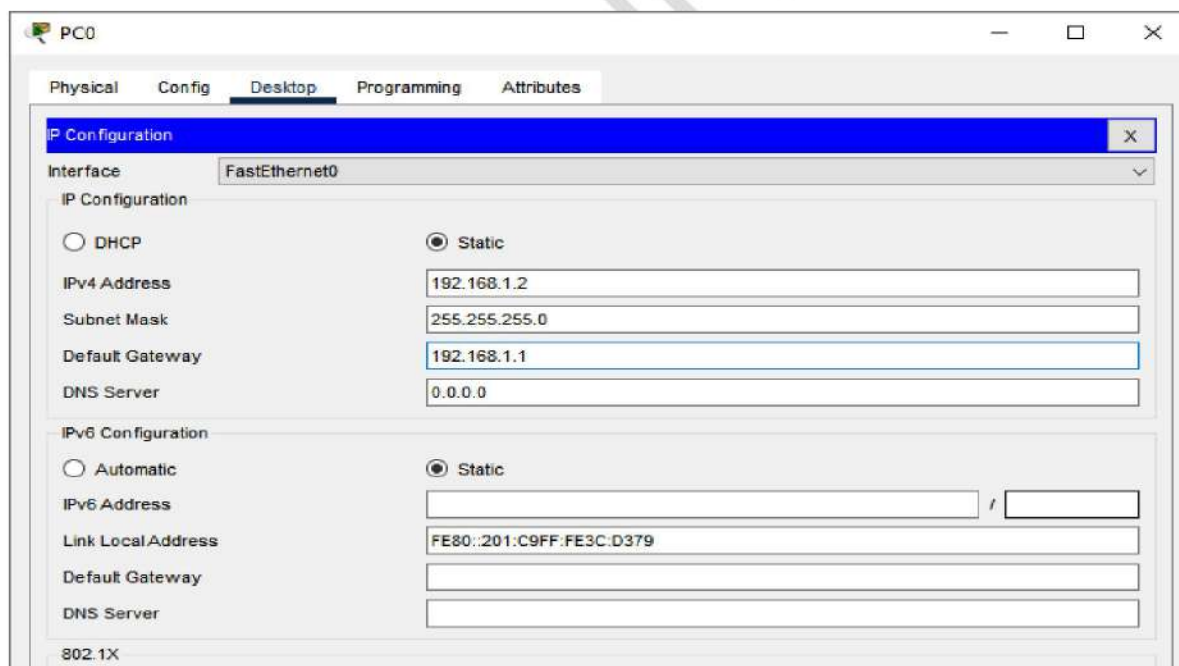 PC0
Physical Config Desktop Programming Attributes
IP Configuration X
Interface FastEthernet0
IP Configuration
DHCP Static
IPv4 Address 192.168.1.2
Subnet Mask 255.255.255.0
Default Gateway 192.168.1.1
DNS Server 0.0.0.0
IPv6 Configuration
Automatic Static
IPv6 Address /
Link Local Address FE80::201:C9FF:FE3C:D379
Default Gateway
DNS Server
802.1X